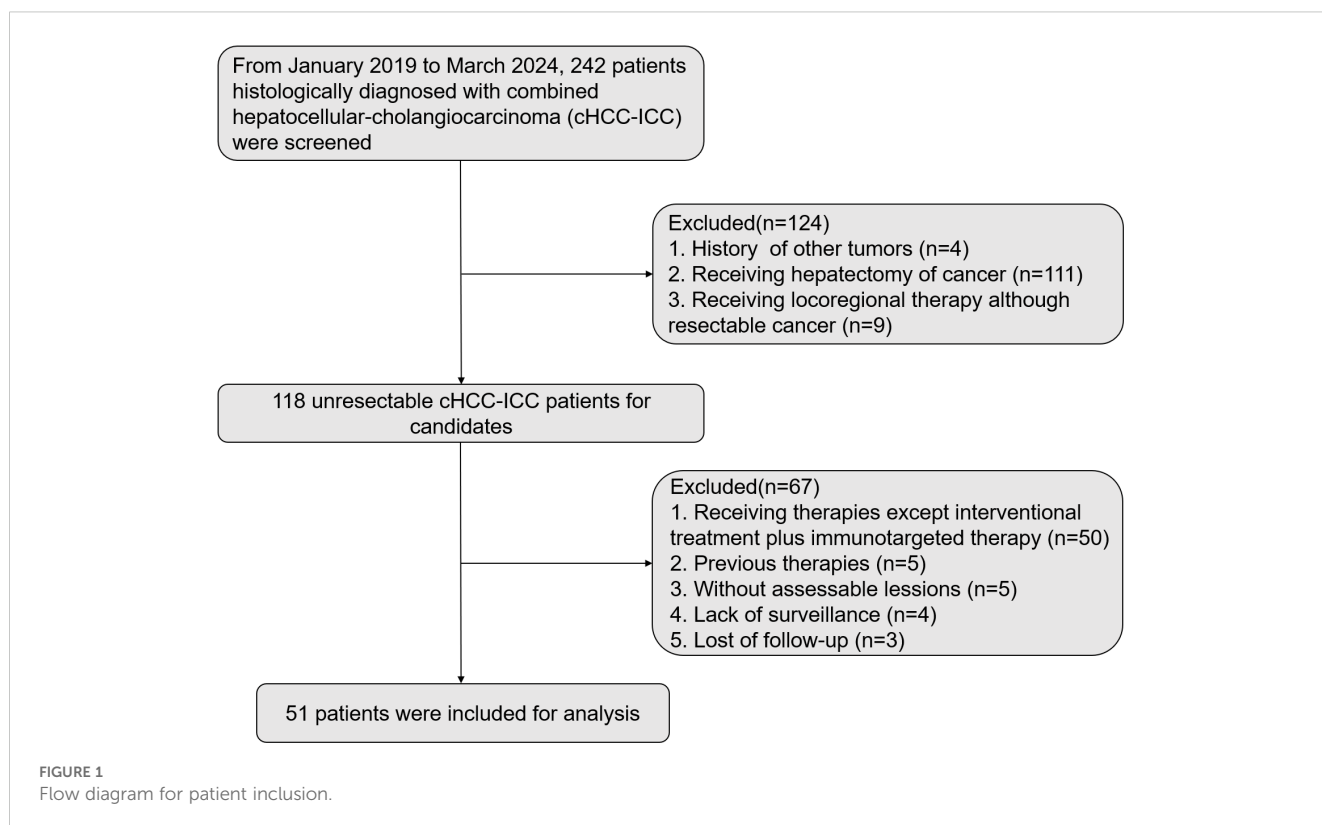 From January 2019 to March 2024, 242 patients
histologically diagnosed with combined
hepatocellular-cholangiocarcinoma (cHCC-ICC)
were screened
Excluded(n=124)
1. History of other tumors (n=4)
2. Receiving hepatectomy of cancer (n=111)
3. Receiving locoregional therapy although
resectable cancer (n=9)
118 unresectable cHCC-ICC patients for
candidates
Excluded(n=67)
1. Receiving therapies except interventional
treatment plus immunotargeted therapy (n=50)
2. Previous therapies (n=5)
3. Without assessable lessions (n=5)
4. Lack of surveillance (n=4)
5. Lost of follow-up (n=3)
51 patients were included for analysis
FIGURE 1
Flow diagram for patient inclusion.